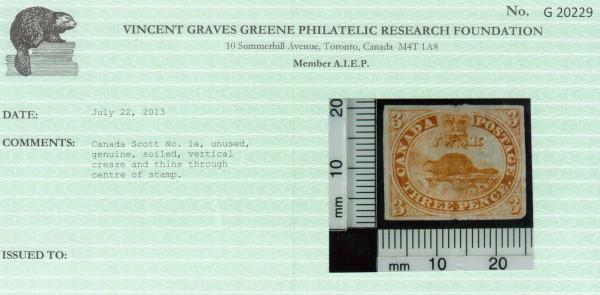 No. G 20229
VINCENT GRAVES GREENE PHILATELIC RESEARCH FOUNDATION
10 Summerhill Avenue, Toronto, Canada M4T 1A8
Member A.I.E.P.
DATE: July 22, 2013
COMMENTS: Canada Scott No. 1a, unused,
genuine, soiled, vertical
crease and thins through
centre of stamp.
ISSUED TO:
20
10
mm
3 3
CANADA POSTAGE.
THREE PENCE.
3 3
mm 10 20